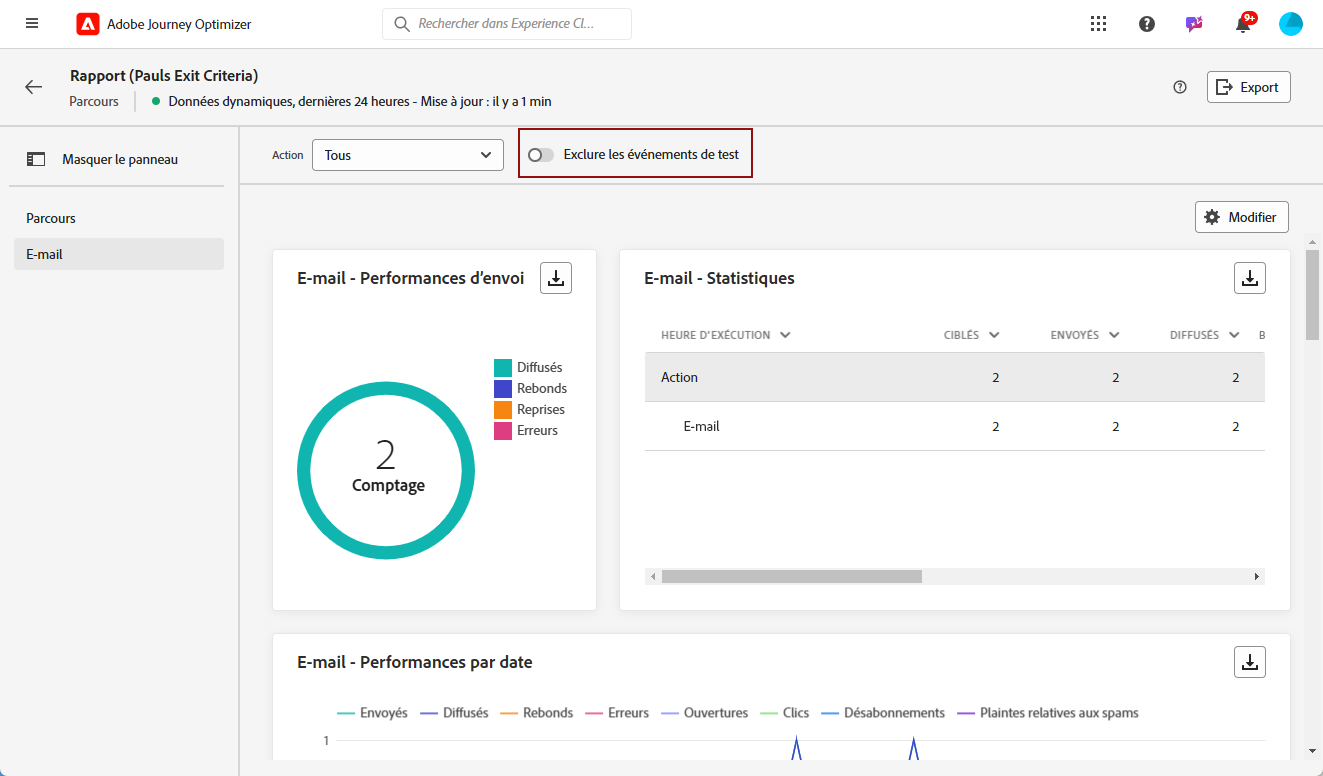 Adobe Journey Optimizer
Rechercher dans Experience Cl...
9+
Rapport (Pauls Exit Criteria)
Parcours
Données dynamiques, dernières 24 heures - Mise à jour : il y a 1 min
Export
Masquer le panneau
Action
Tous
Exclure les événements de test
Parcours
E-mail
Modifier
E-mail - Performances d'envoi
Diffusés
Rebonds
Reprises
Erreurs
2
Comptage
E-mail - Statistiques
HEURE D'EXÉCUTION CIBLÉS ENVOYÉS DIFFUSÉS B
Action 2 2 2
E-mail 2 2 2
E-mail - Performances par date
Envoyés Diffusés Rebonds Erreurs Ouvertures Clics Désabonnements Plaintes relatives aux spams
1